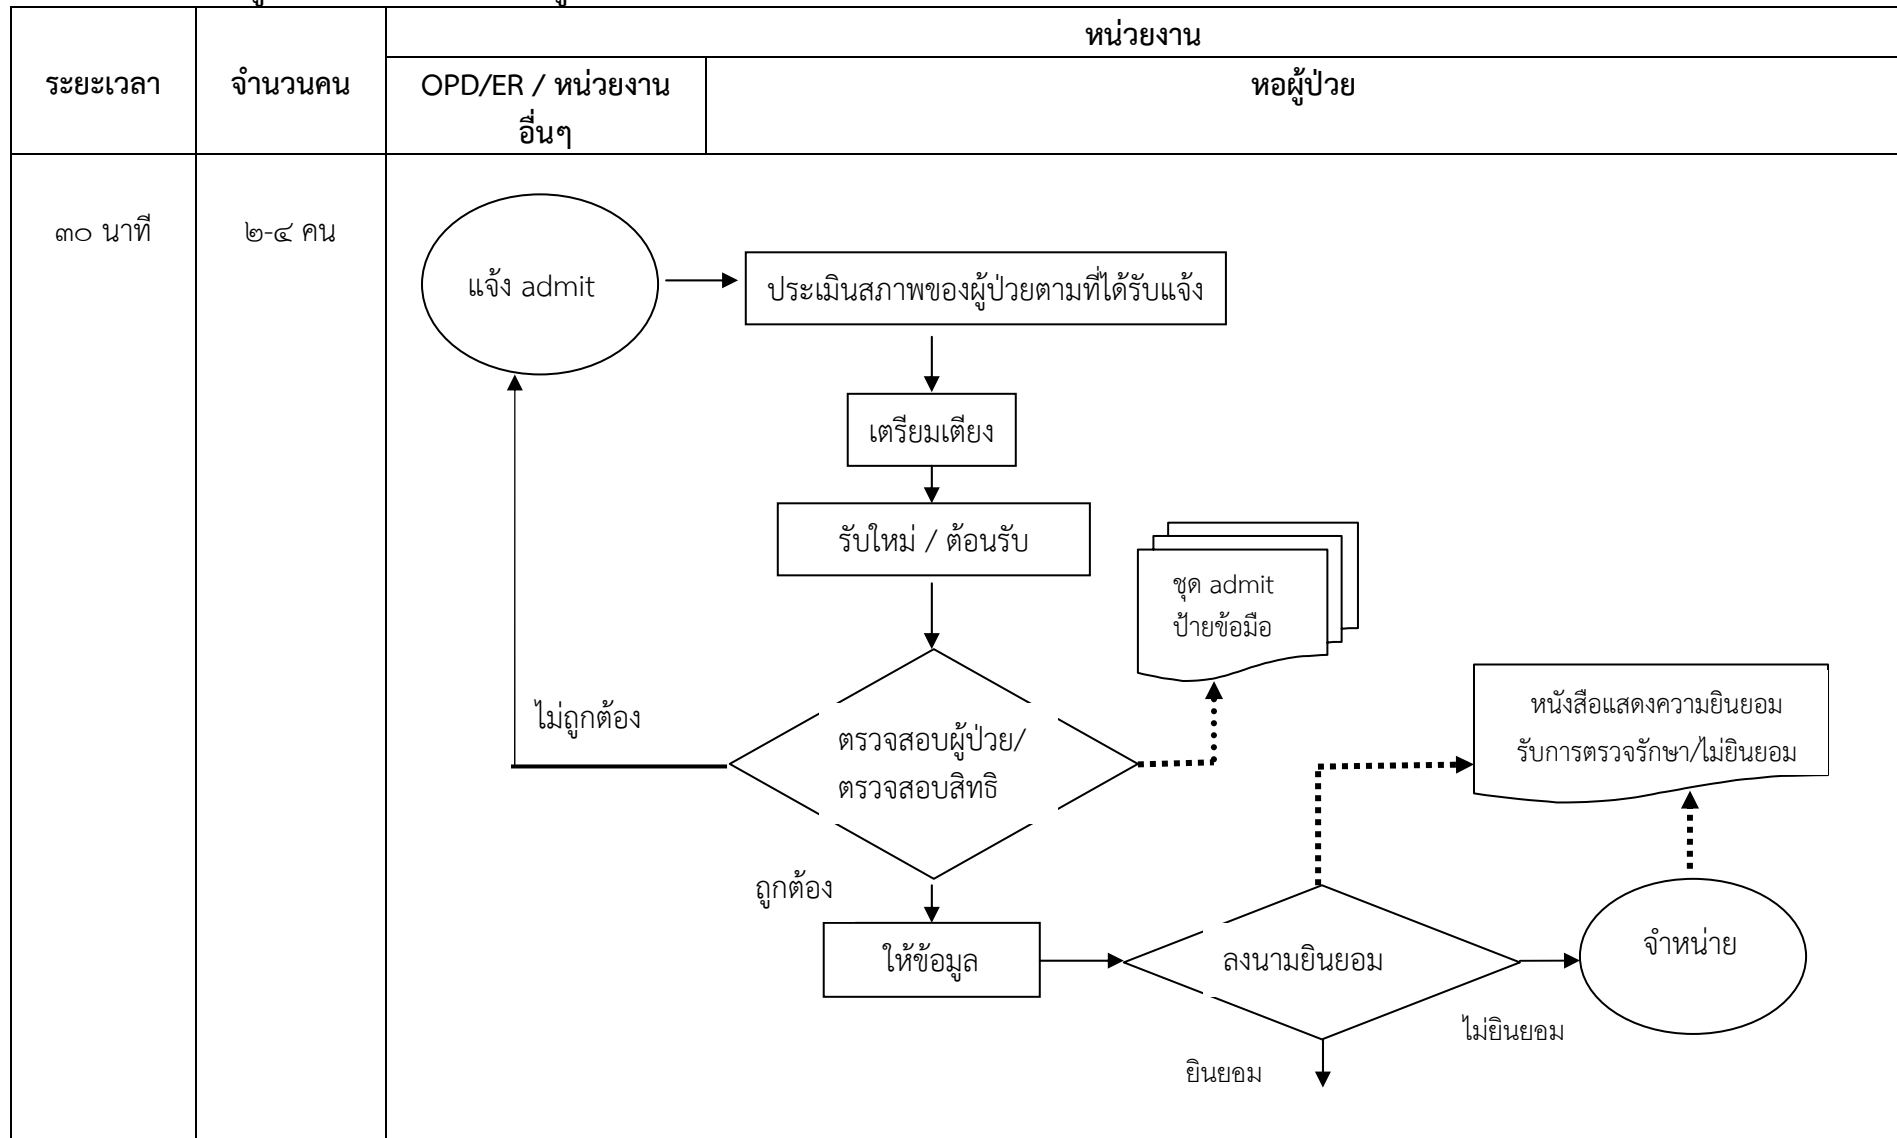 หน่วยงาน
ระยะเวลา
จำนวนคน
OPD/ER / หน่วยงาน
อื่นๆ
หอผู้ป่วย
๓๐ นาที
๒-๔ คน
แจ้ง admit
ประเมินสภาพของผู้ป่วยตามที่ได้รับแจ้ง
เตรียมเตียง
รับใหม่ / ต้อนรับ
ชุด admit
ป้ายข้อมือ
ไม่ถูกต้อง
ตรวจสอบผู้ป่วย/
ตรวจสอบสิทธิ
หนังสือแสดงความยินยอม
รับการตรวจรักษา/ไม่ยินยอม
ถูกต้อง
ให้ข้อมูล
ลงนามยินยอม
จำหน่าย
ไม่ยินยอม
ยินยอม